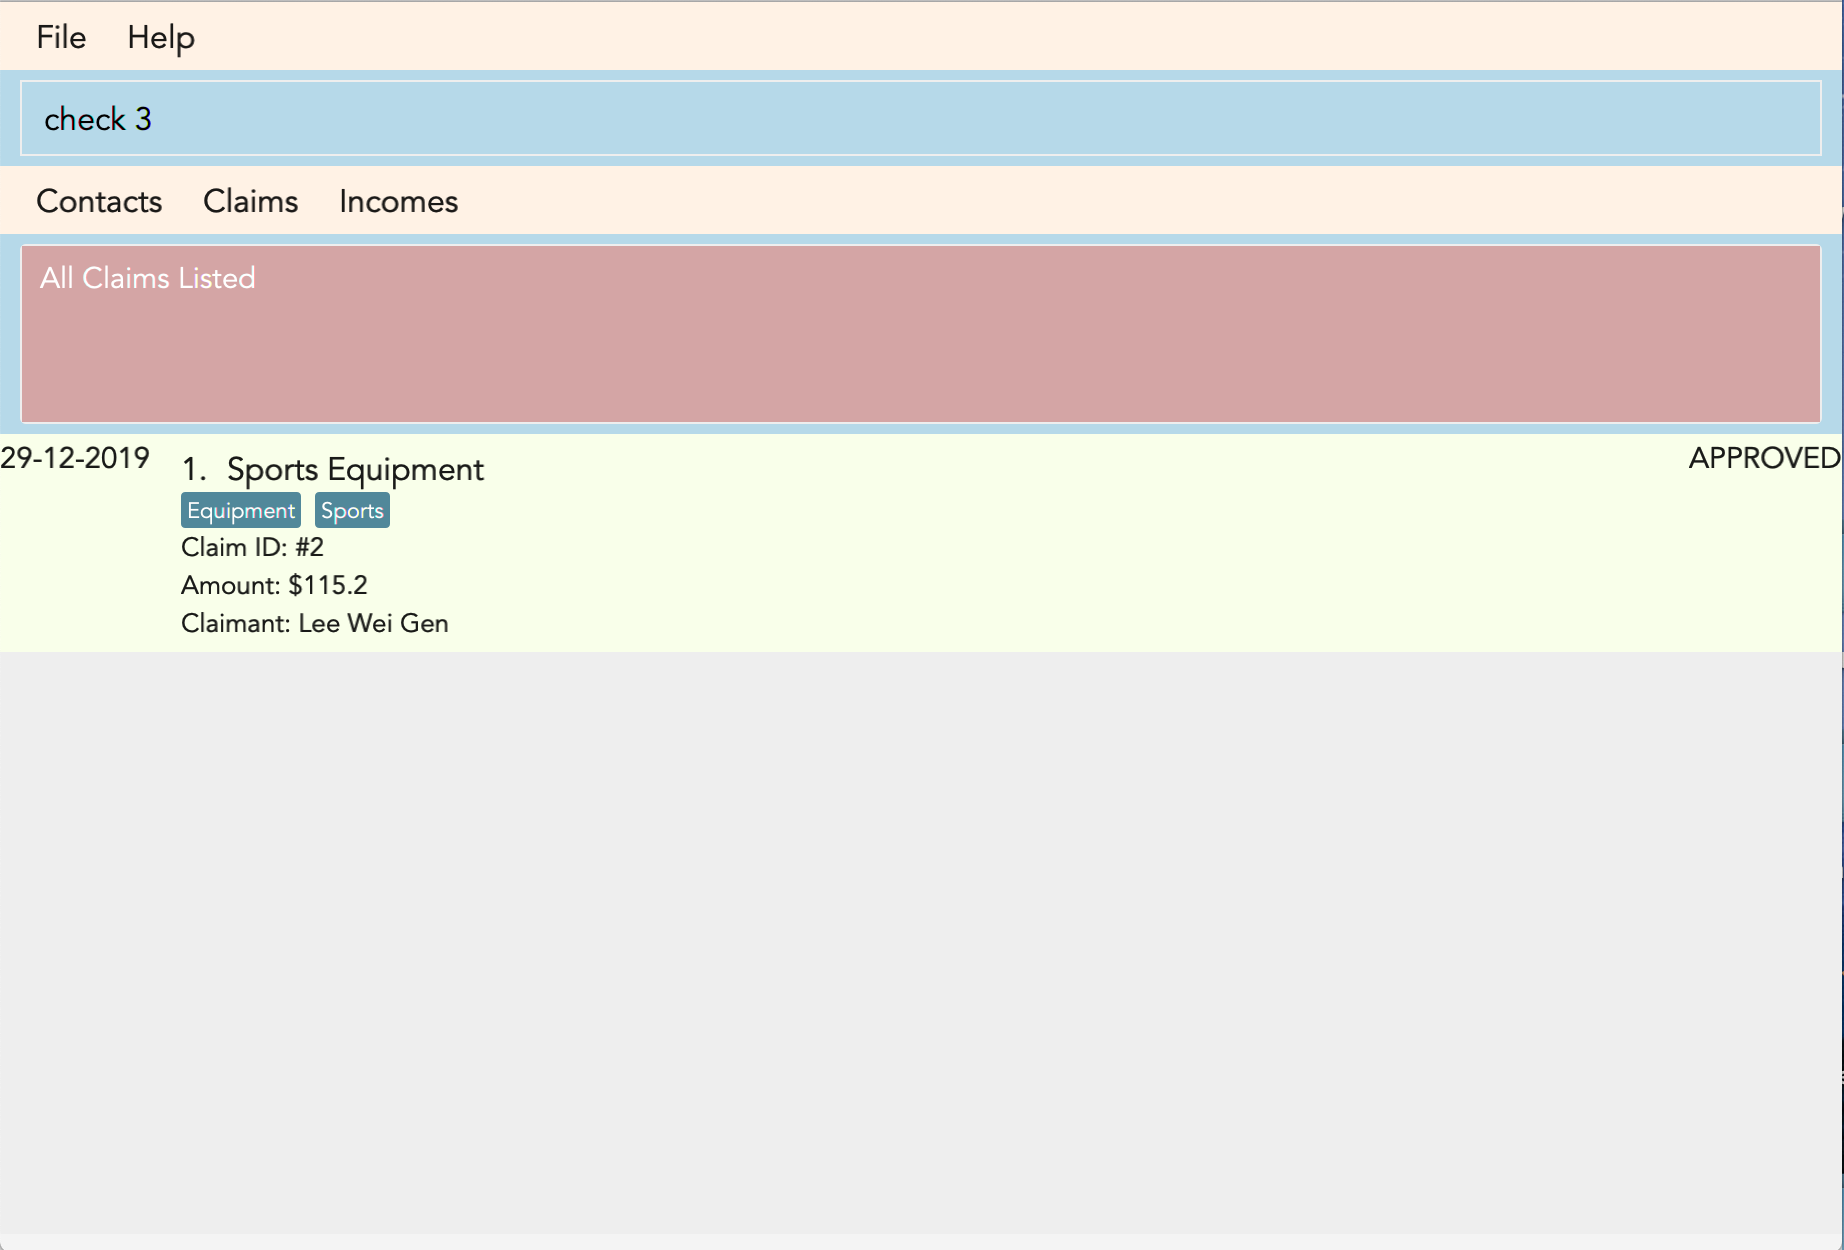 File Help
check 3
Contacts Claims Incomes
All Claims Listed
29-12-2019 1. Sports Equipment APPROVED
Equipment Sports
Claim ID: #2
Amount: $115.2
Claimant: Lee Wei Gen